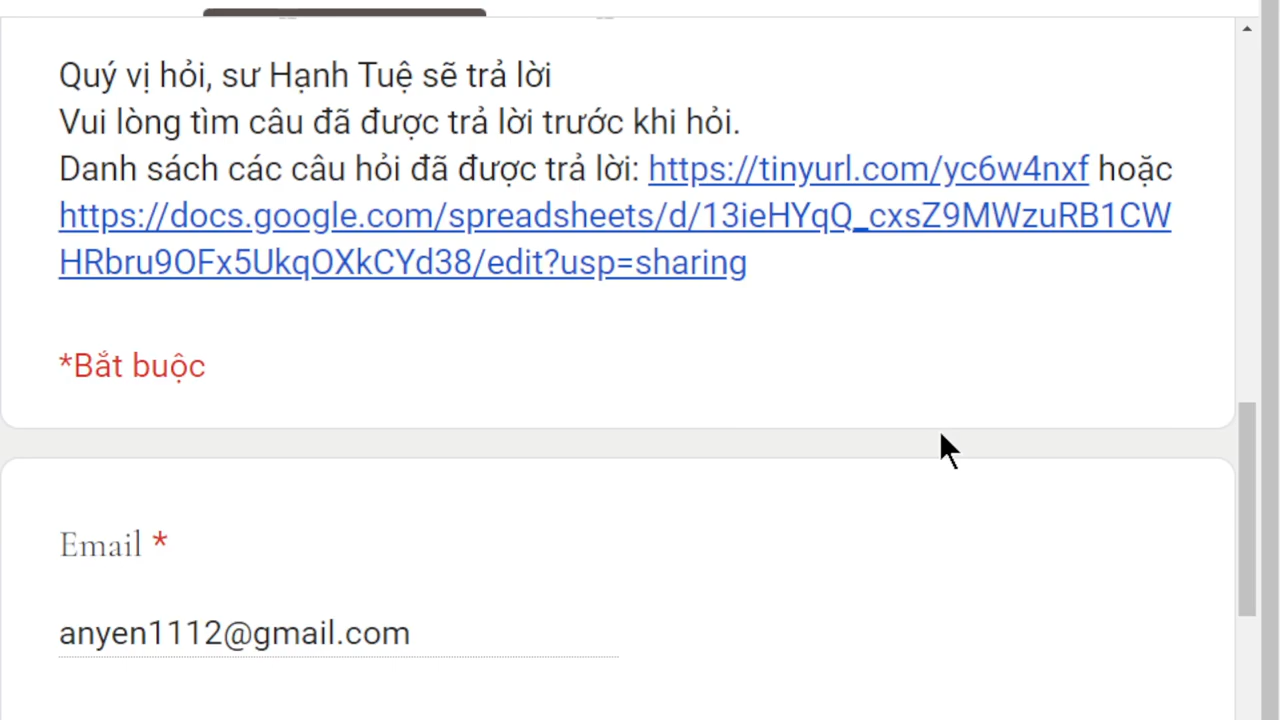 Quý vị hỏi, sư Hạnh Tuệ sẽ trả lời
Vui lòng tìm câu đã được trả lời trước khi hỏi.
Danh sách các câu hỏi đã được trả lời: https://tinyurl.com/yc6w4nxf hoặc
https://docs.google.com/spreadsheets/d/13ieHYqQ_cxsZ9MWzuRB1CW
HRbru9OFx5UkqOXkCYd38/edit?usp=sharing
*Bắt buộc
Email *
anyen1112@gmail.com